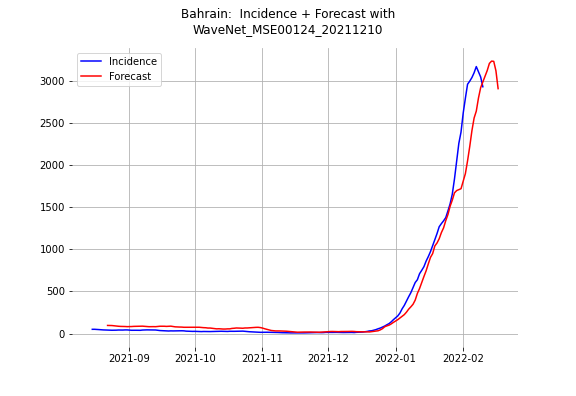 Bahrain:  Incidence + Forecast with
WaveNet_MSE00124_20211210
Incidence
Forecast
3000
2500
2000
1500
1000
500
0
2021-09 2021-10 2021-11 2021-12 2022-01 2022-02